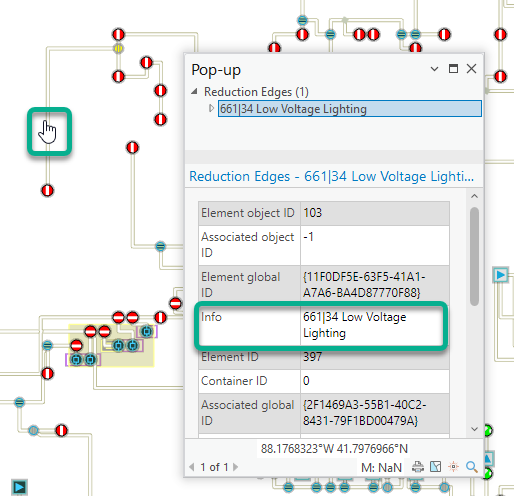 Pop-up
Reduction Edges (1)
661|34 Low Voltage Lighting
Reduction Edges - 661|34 Low Voltage Lighti...
Element object ID 103
Associated object -1
ID
Element global {11F0DF5E-63F5-41A1-
ID A7A6-BA4D87770F88}
Info 661|34 Low Voltage
Lighting
Element ID 397
Container ID 0
Associated global {2F1469A3-55B1-40C2-
ID 8431-79F1BD00479A}
88.1768323°W 41.7976966°N
1 of 1 M: NaN